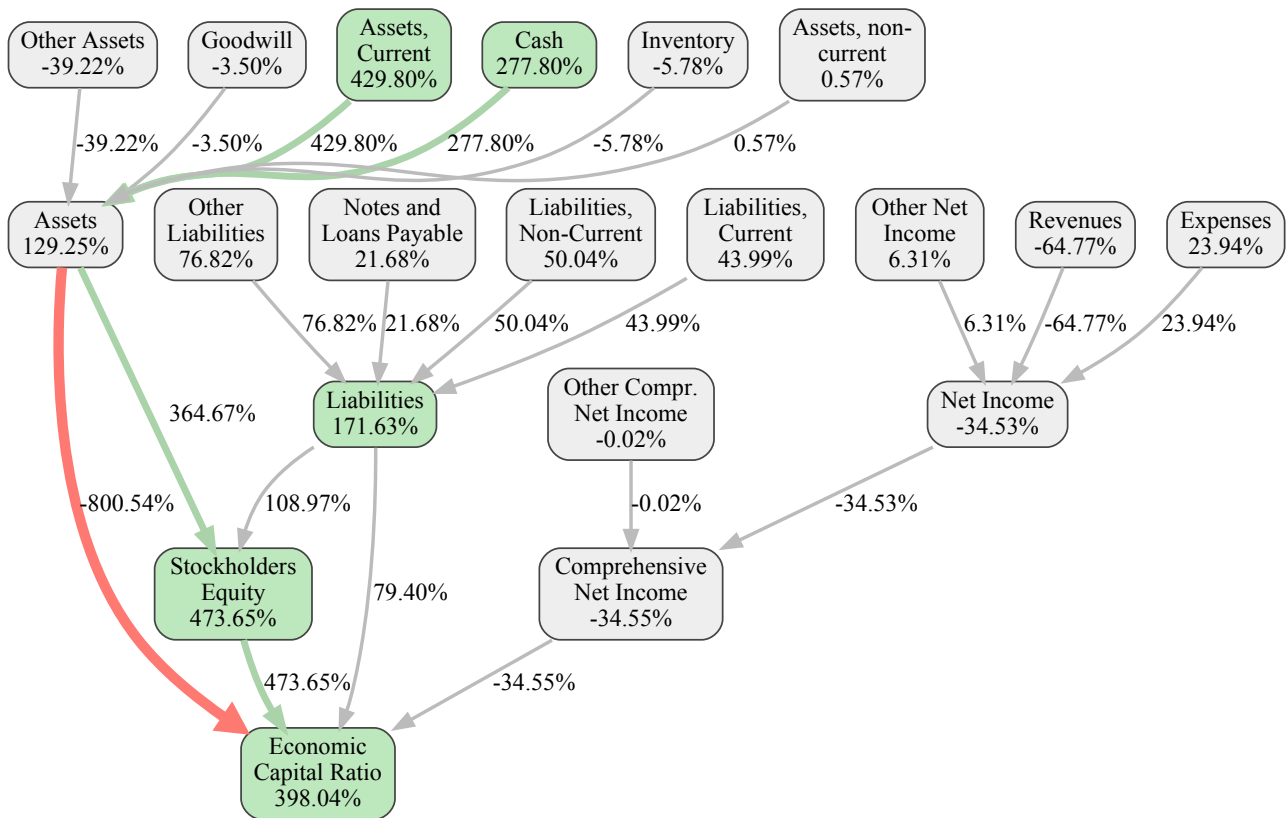 Other Assets
-39.22%
Goodwill
-3.50%
Assets,
Current
429.80%
Cash
277.80%
Inventory
-5.78%
Assets, non-
current
0.57%
-39.22%
-3.50%
429.80%
277.80%
-5.78%
0.57%
Assets
129.25%
Other
Liabilities
76.82%
Notes and
Loans Payable
21.68%
Liabilities,
Non-Current
50.04%
Liabilities,
Current
43.99%
Other Net
Income
6.31%
Revenues
-64.77%
Expenses
23.94%
76.82%
21.68%
50.04%
43.99%
6.31%
-64.77%
23.94%
364.67%
Liabilities
171.63%
Other Compr.
Net Income
-0.02%
Net Income
-34.53%
-800.54%
108.97%
-0.02%
-34.53%
Stockholders
Equity
473.65%
79.40%
Comprehensive
Net Income
-34.55%
473.65%
-34.55%
Economic
Capital Ratio
398.04%